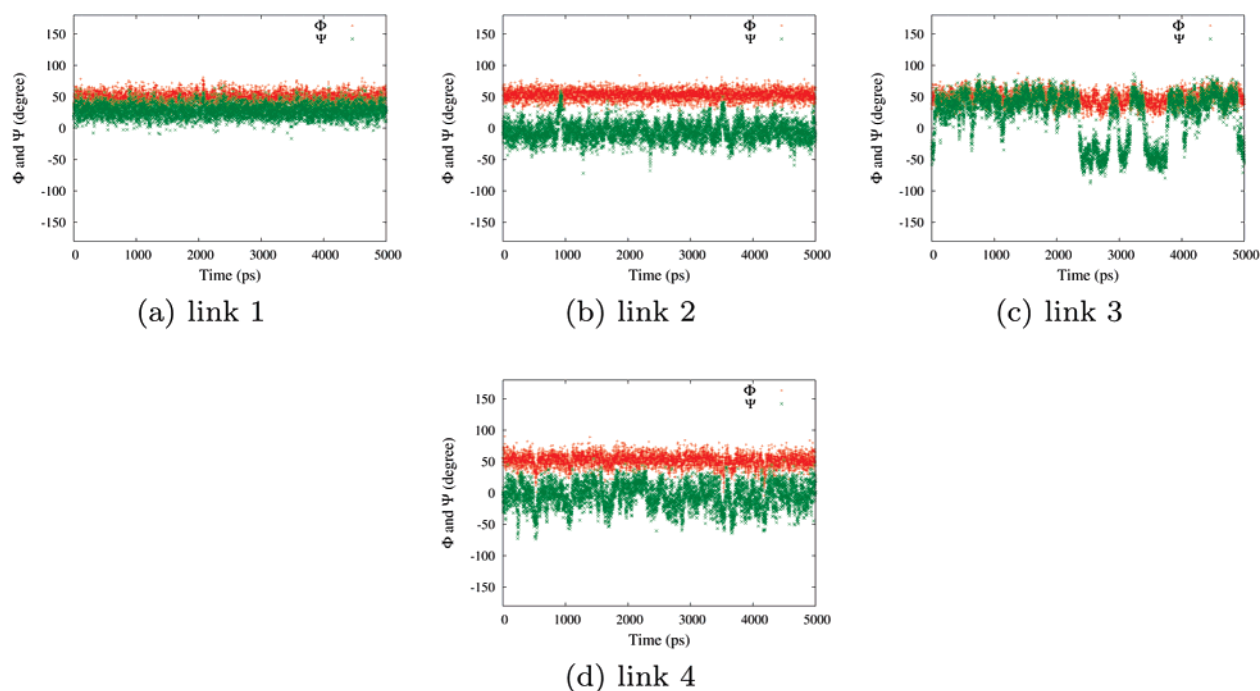 Φ
Ψ
150
100
50
0
-50
-100
-150
Φ and Ψ (degree)
0 1000 2000 3000 4000 5000
Time (ps)
(a) link 1
Φ
Ψ
150
100
50
0
-50
-100
-150
Φ and Ψ (degree)
0 1000 2000 3000 4000 5000
Time (ps)
(b) link 2
Φ
Ψ
150
100
50
0
-50
-100
-150
Φ and Ψ (degree)
0 1000 2000 3000 4000 5000
Time (ps)
(c) link 3
Φ
Ψ
150
100
50
0
-50
-100
-150
Φ and Ψ (degree)
0 1000 2000 3000 4000 5000
Time (ps)
(d) link 4